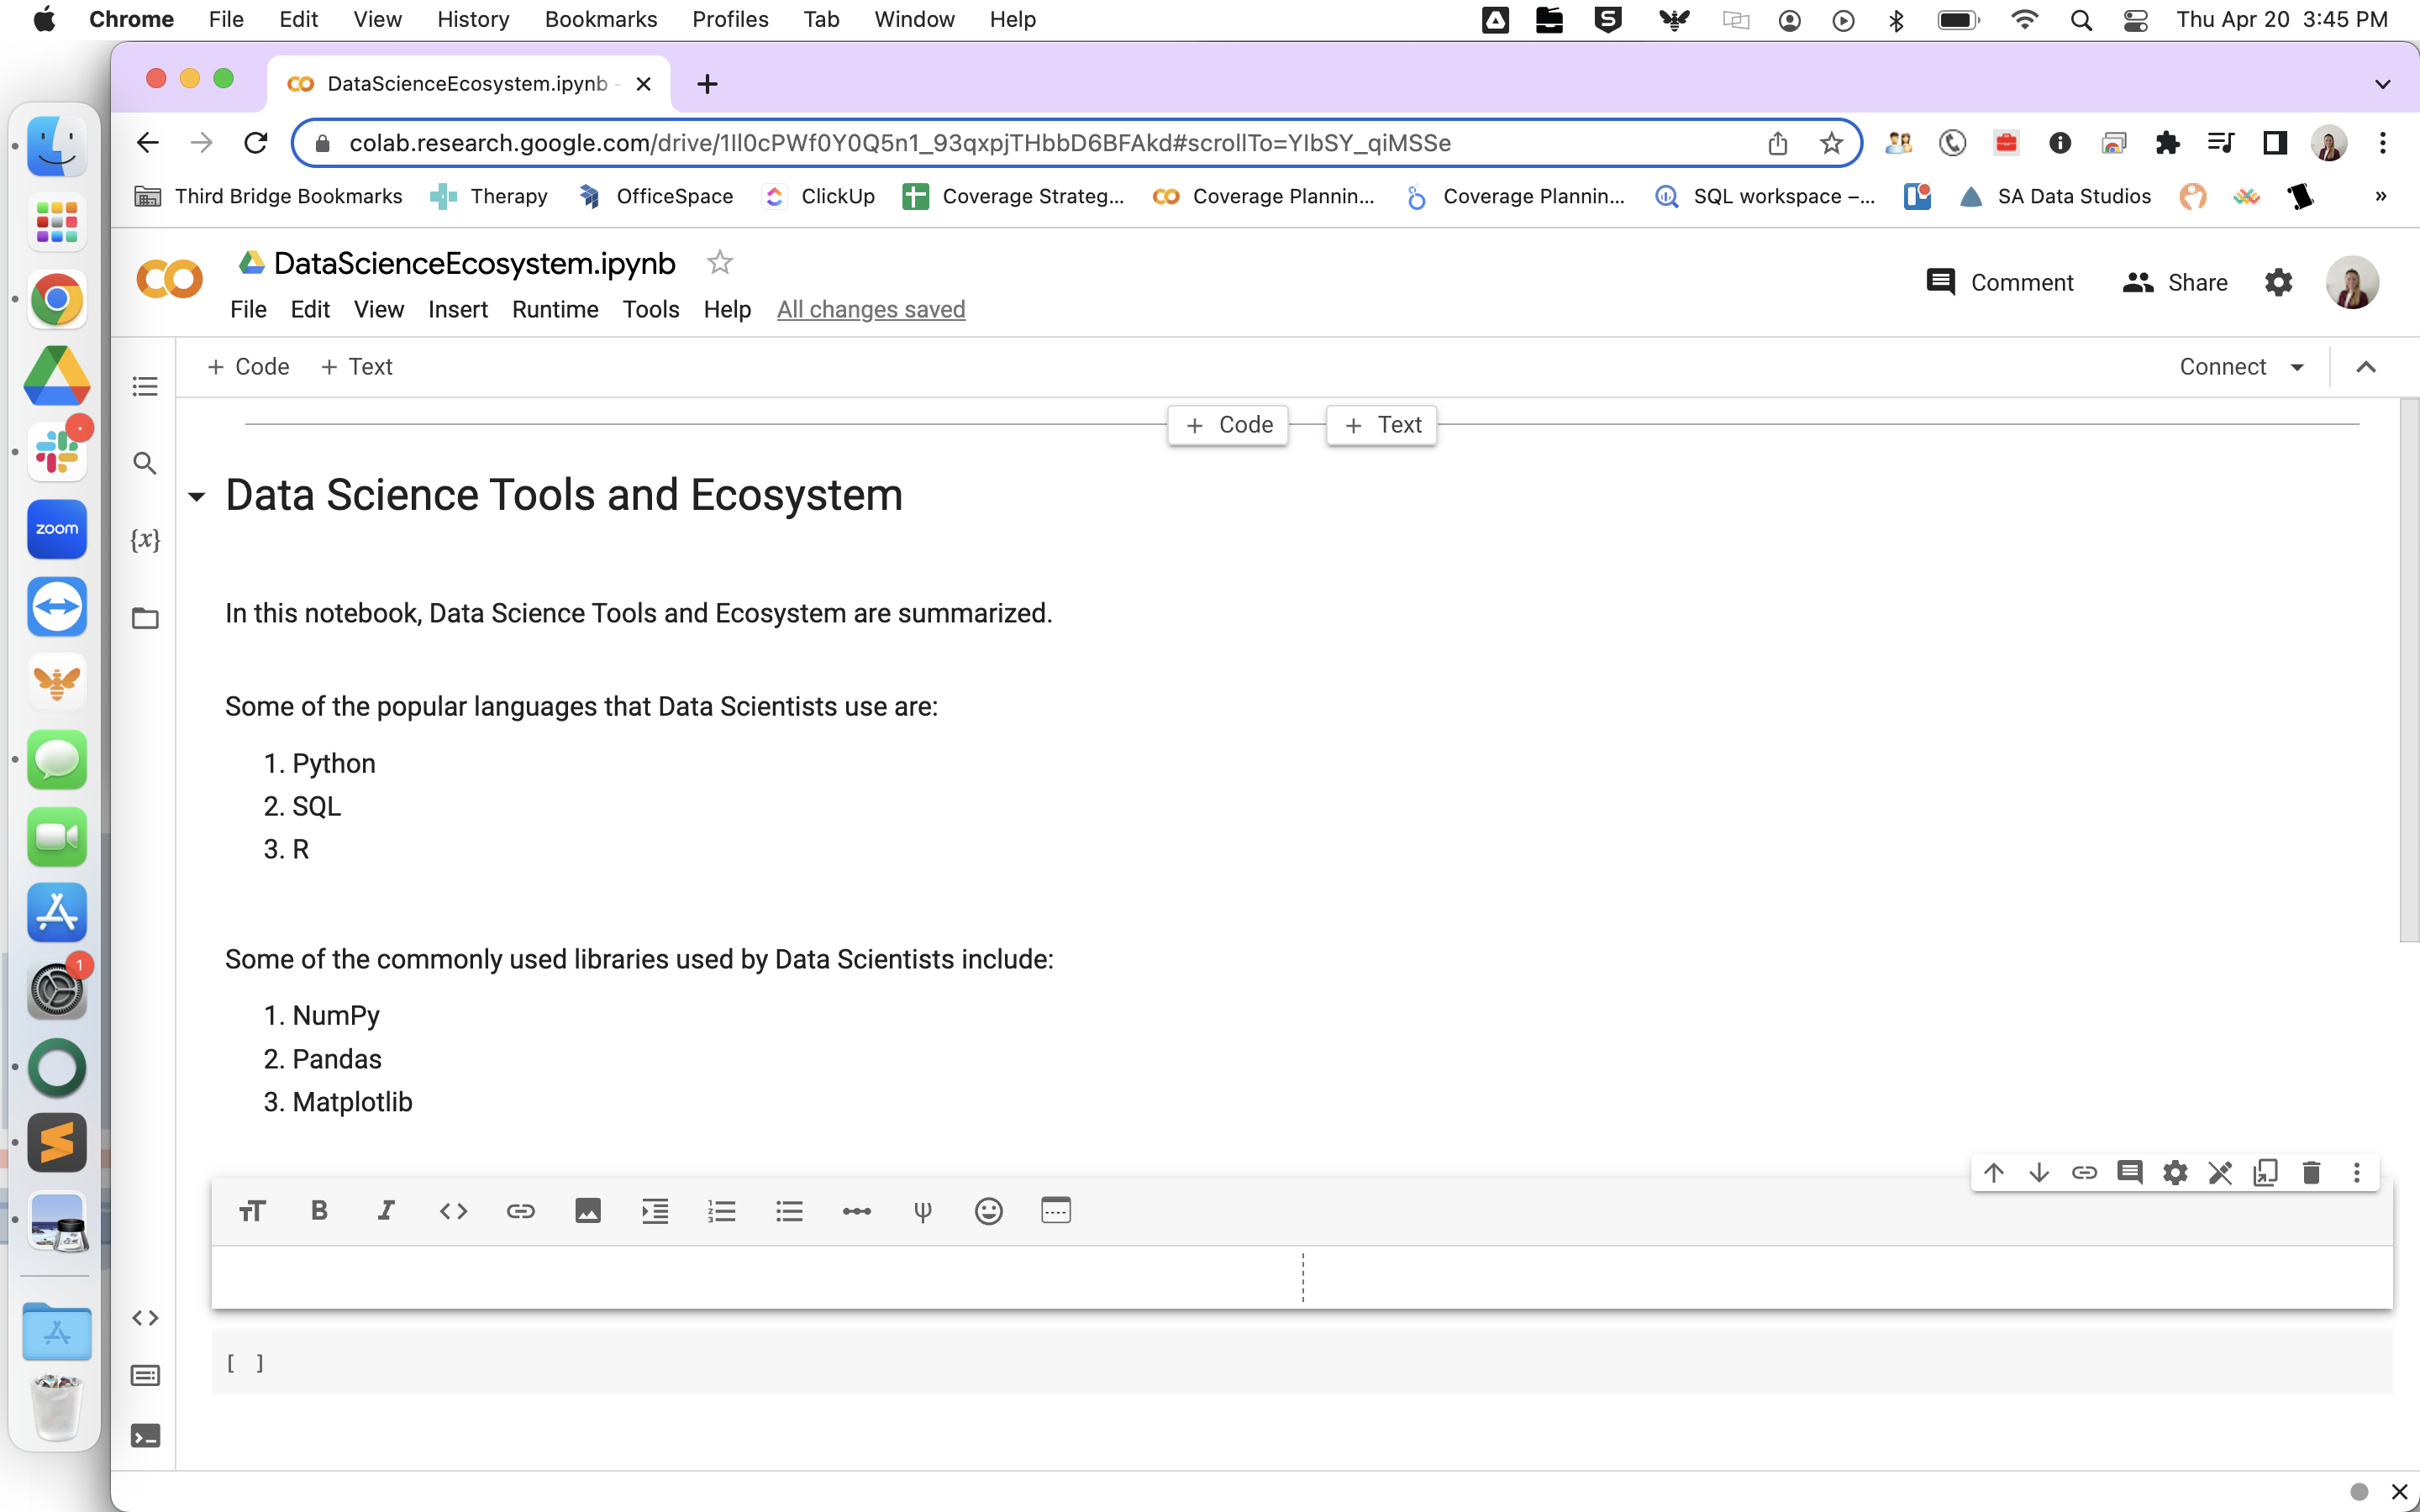 Chrome File Edit View History Bookmarks Profiles Tab Window Help Thu Apr 20 3:45 PM
DataScienceEcosystem.ipynb -
colab.research.google.com/drive/1Il0cPWf0Y0Q5n1_93qxpjTHbbD6BFAkd#scrollTo=YIbSY_qiMSSe
Third Bridge Bookmarks Therapy OfficeSpace ClickUp Coverage Strateg... Coverage Plannin... Coverage Plannin... SQL workspace –... SA Data Studios »
DataScienceEcosystem.ipynb
File Edit View Insert Runtime Tools Help All changes saved
Comment Share
+ Code + Text Connect
+ Code + Text
Data Science Tools and Ecosystem
{x}
In this notebook, Data Science Tools and Ecosystem are summarized.
Some of the popular languages that Data Scientists use are:
1. Python
2. SQL
3. R
Some of the commonly used libraries used by Data Scientists include:
1. NumPy
2. Pandas
3. Matplotlib
[ ]
zoom
1